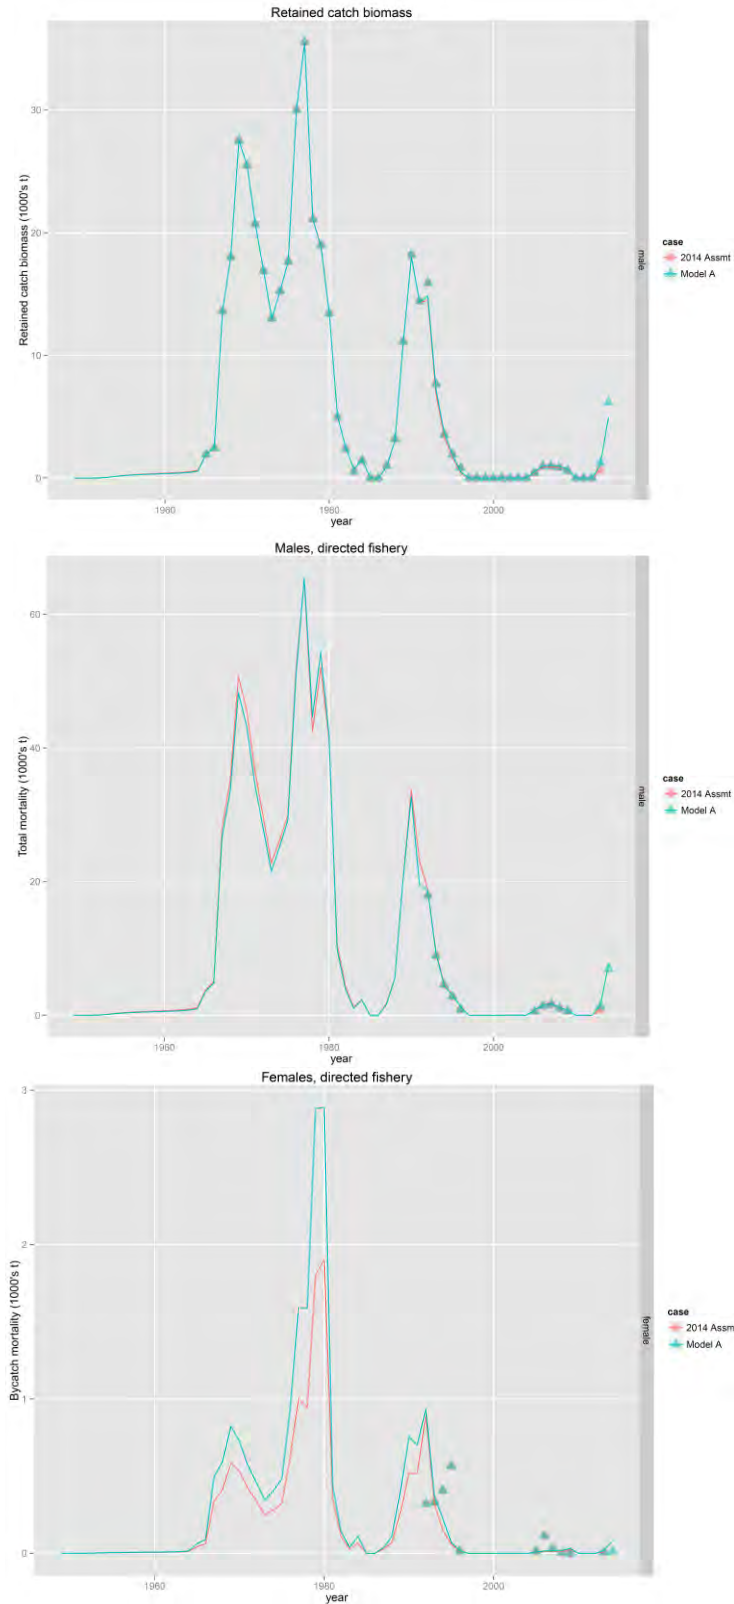 Retained catch biomass
Retained catch biomass (1000's t)
30
20
10
0
1960
1980
2000
year
male
case
2014 Assmt
Model A
Males, directed fishery
Total mortality (1000's t)
60
40
20
0
1960
1980
2000
year
male
case
2014 Assmt
Model A
Females, directed fishery
Bycatch mortality (1000's t)
3
2
1
0
1960
1980
2000
year
female
case
2014 Assm
Model A